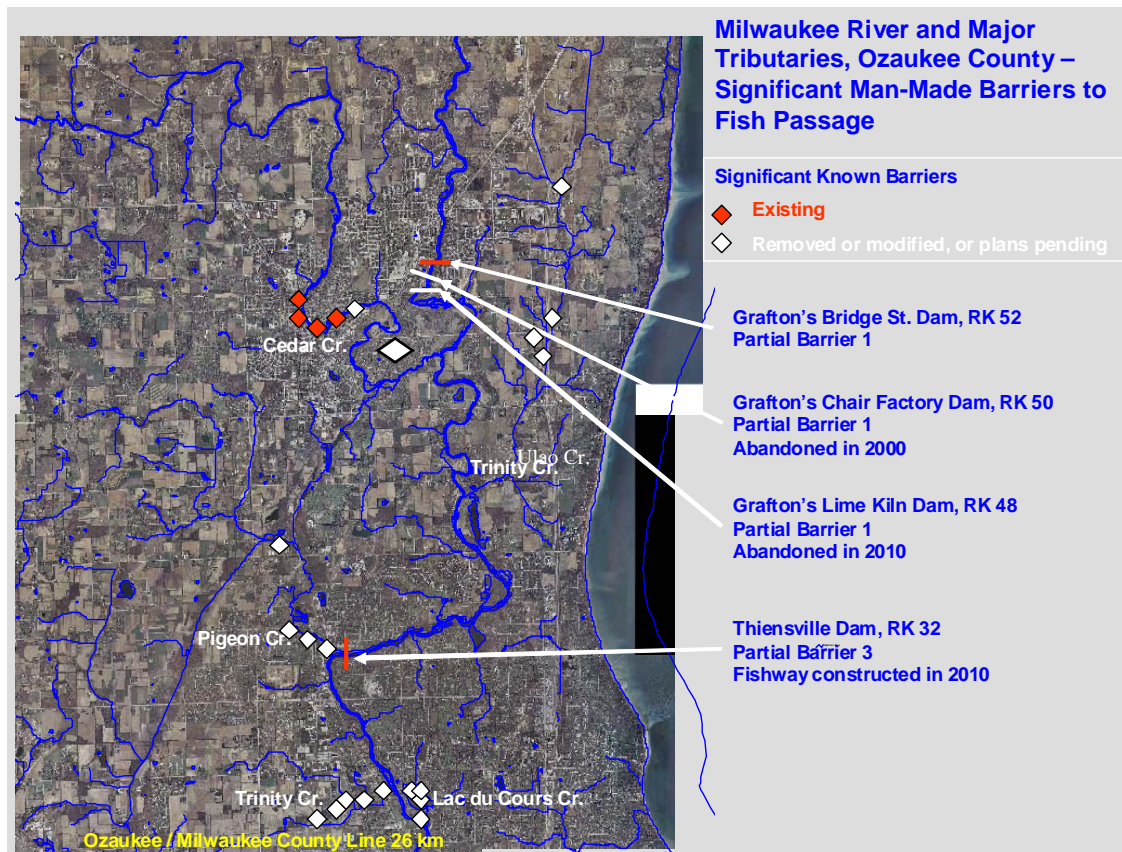 Milwaukee River and Major
Tributaries, Ozaukee County –
Significant Man-Made Barriers to
Fish Passage
Significant Known Barriers
Existing
Removed or modified, or plans pending
Grafton's Bridge St. Dam, RK 52
Partial Barrier 1
Grafton's Chair Factory Dam, RK 50
Partial Barrier 1
Abandoned in 2000
Grafton's Lime Kiln Dam, RK 48
Partial Barrier 1
Abandoned in 2010
Thiensville Dam, RK 32
Partial Barrier 3
Fishway constructed in 2010
Cedar Cr.
Ulao Cr.
Trinity Cr.
Pigeon Cr.
Trinity Cr.
Lac du Cours Cr.
Ozaukee / Milwaukee County Line 26 km